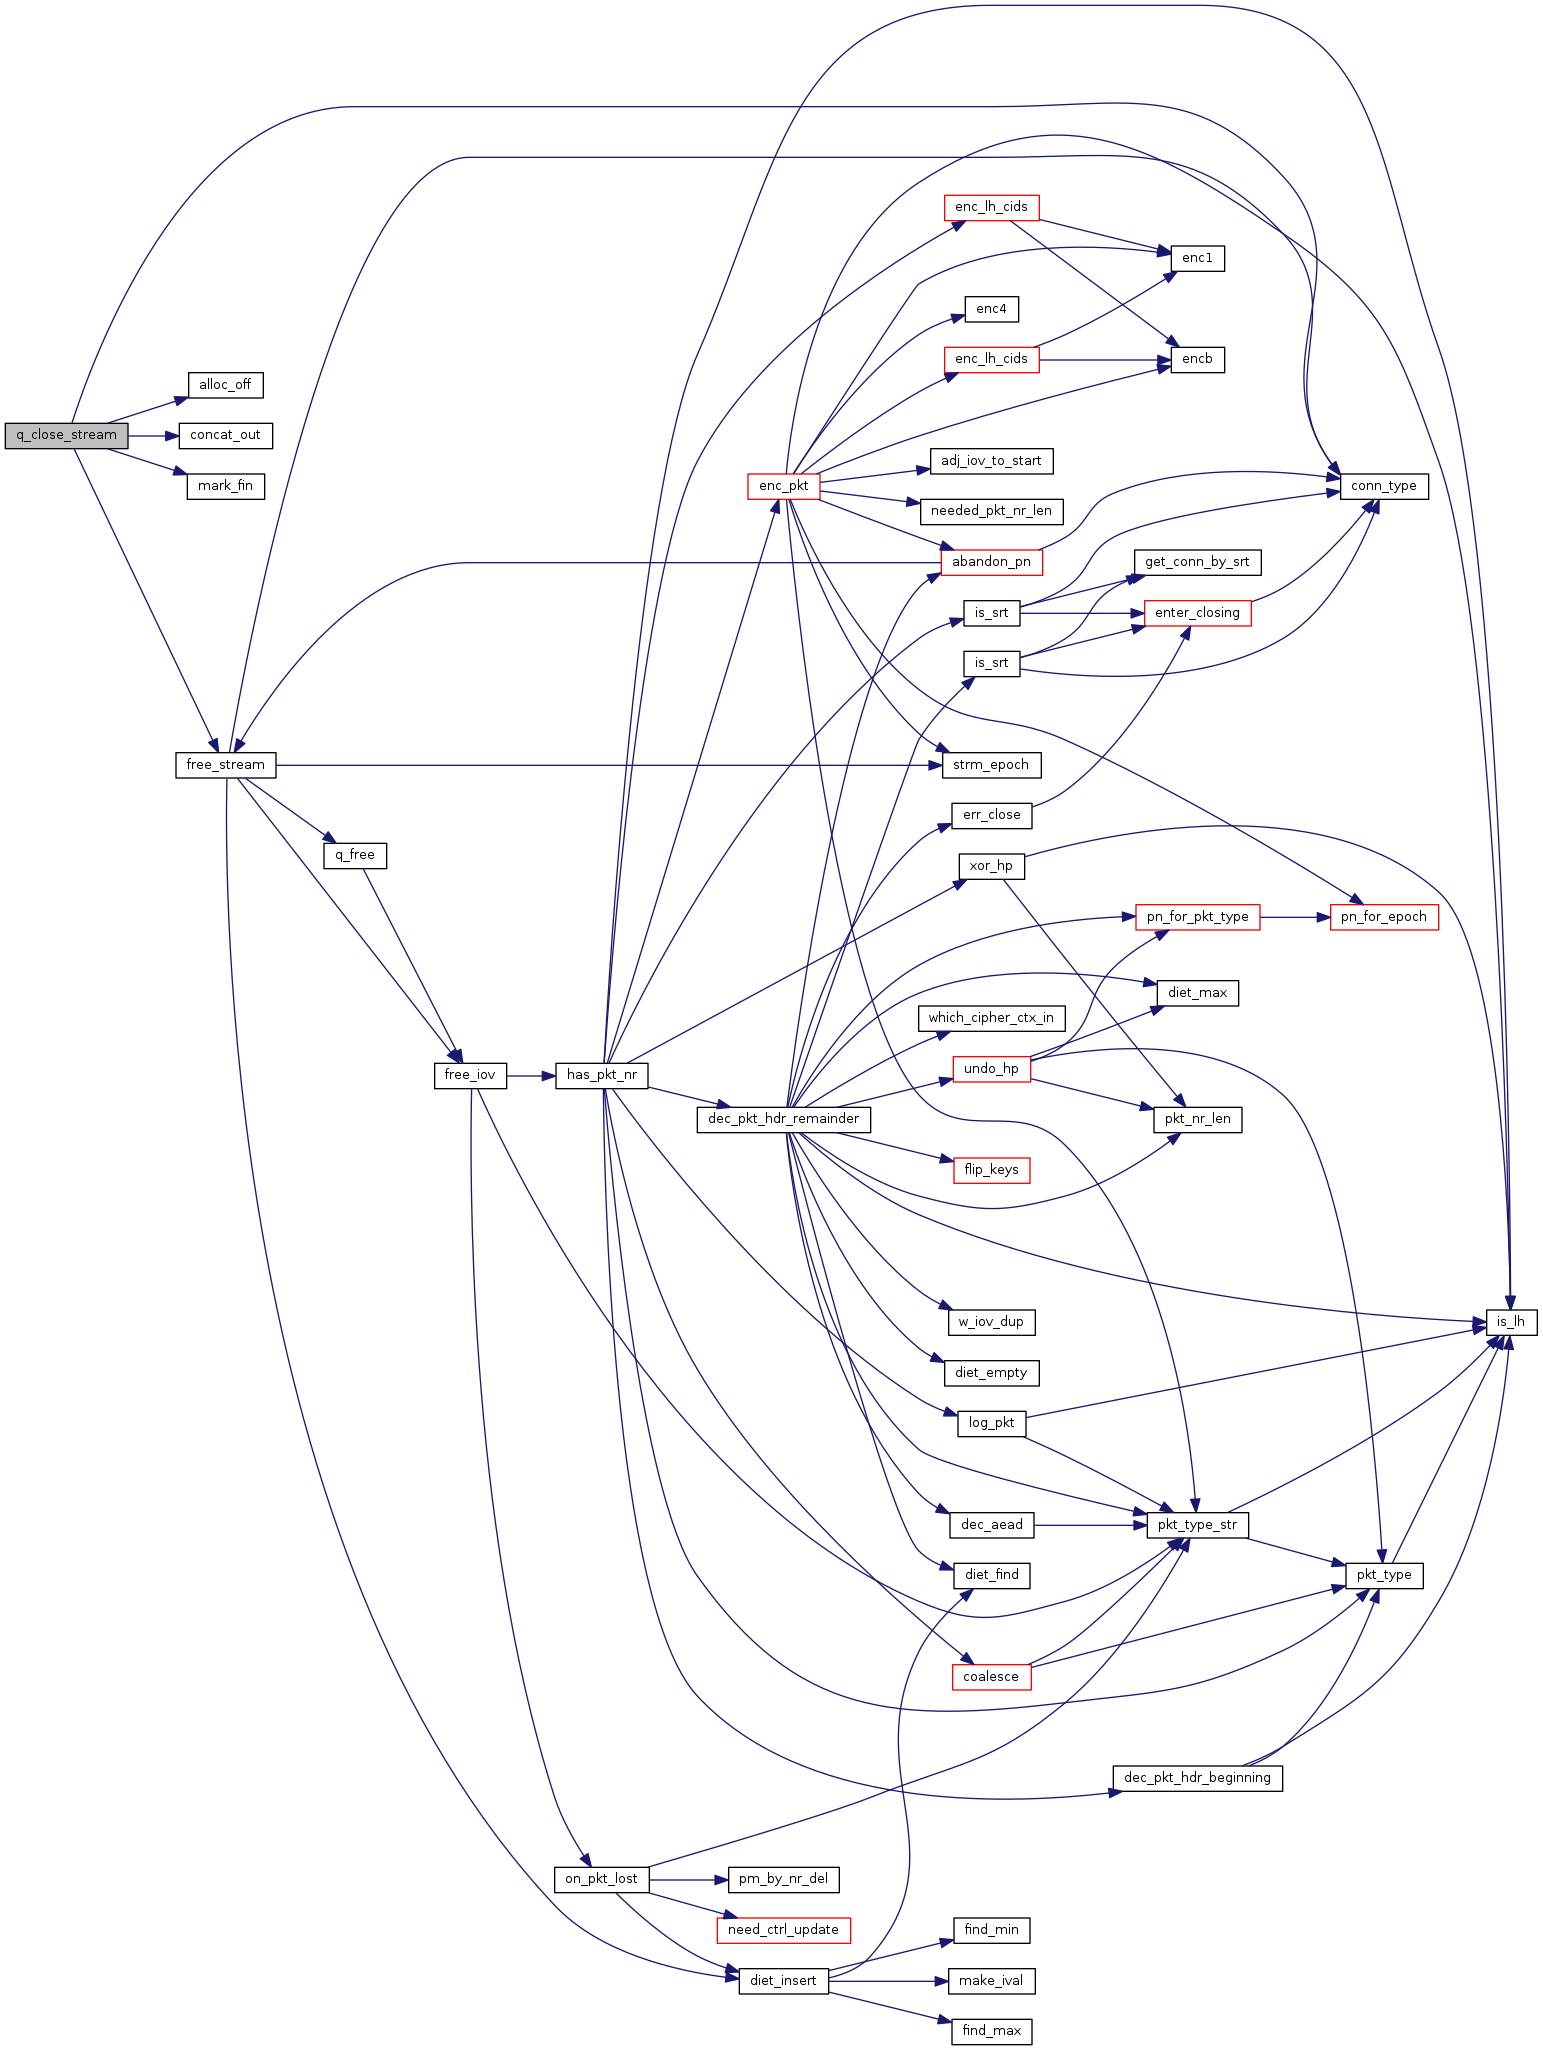 enc_lh_cids
enc1
enc4
enc_lh_cids
encb
alloc_off
q_close_stream
concat_out
mark_fin
adj_iov_to_start
enc_pkt
conn_type
needed_pkt_nr_len
abandon_pn
get_conn_by_srt
is_srt
enter_closing
is_srt
free_stream
strm_epoch
err_close
q_free
xor_hp
pn_for_pkt_type
pn_for_epoch
diet_max
which_cipher_ctx_in
free_iov
has_pkt_nr
undo_hp
dec_pkt_hdr_remainder
pkt_nr_len
flip_keys
w_iov_dup
is_lh
diet_empty
log_pkt
dec_aead
pkt_type_str
diet_find
pkt_type
coalesce
dec_pkt_hdr_beginning
on_pkt_lost
pm_by_nr_del
need_ctrl_update
find_min
diet_insert
make_ival
find_max